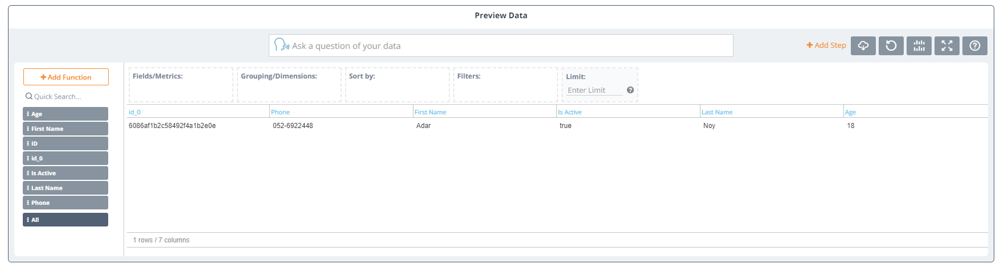 Preview Data
Ask a question of your data
Add Step
Add Function
Quick Search...
Age
First Name
ID
id_0
Is Active
Last Name
Phone
All
Fields/Metrics: Grouping/Dimensions: Sort by: Filters: Limit:
Enter Limit
id_0 Phone First Name Is Active Last Name Age
6086af1b2c58492f4a1b2e0e 052-6922448 Adar true Noy 18
1 rows / 7 columns